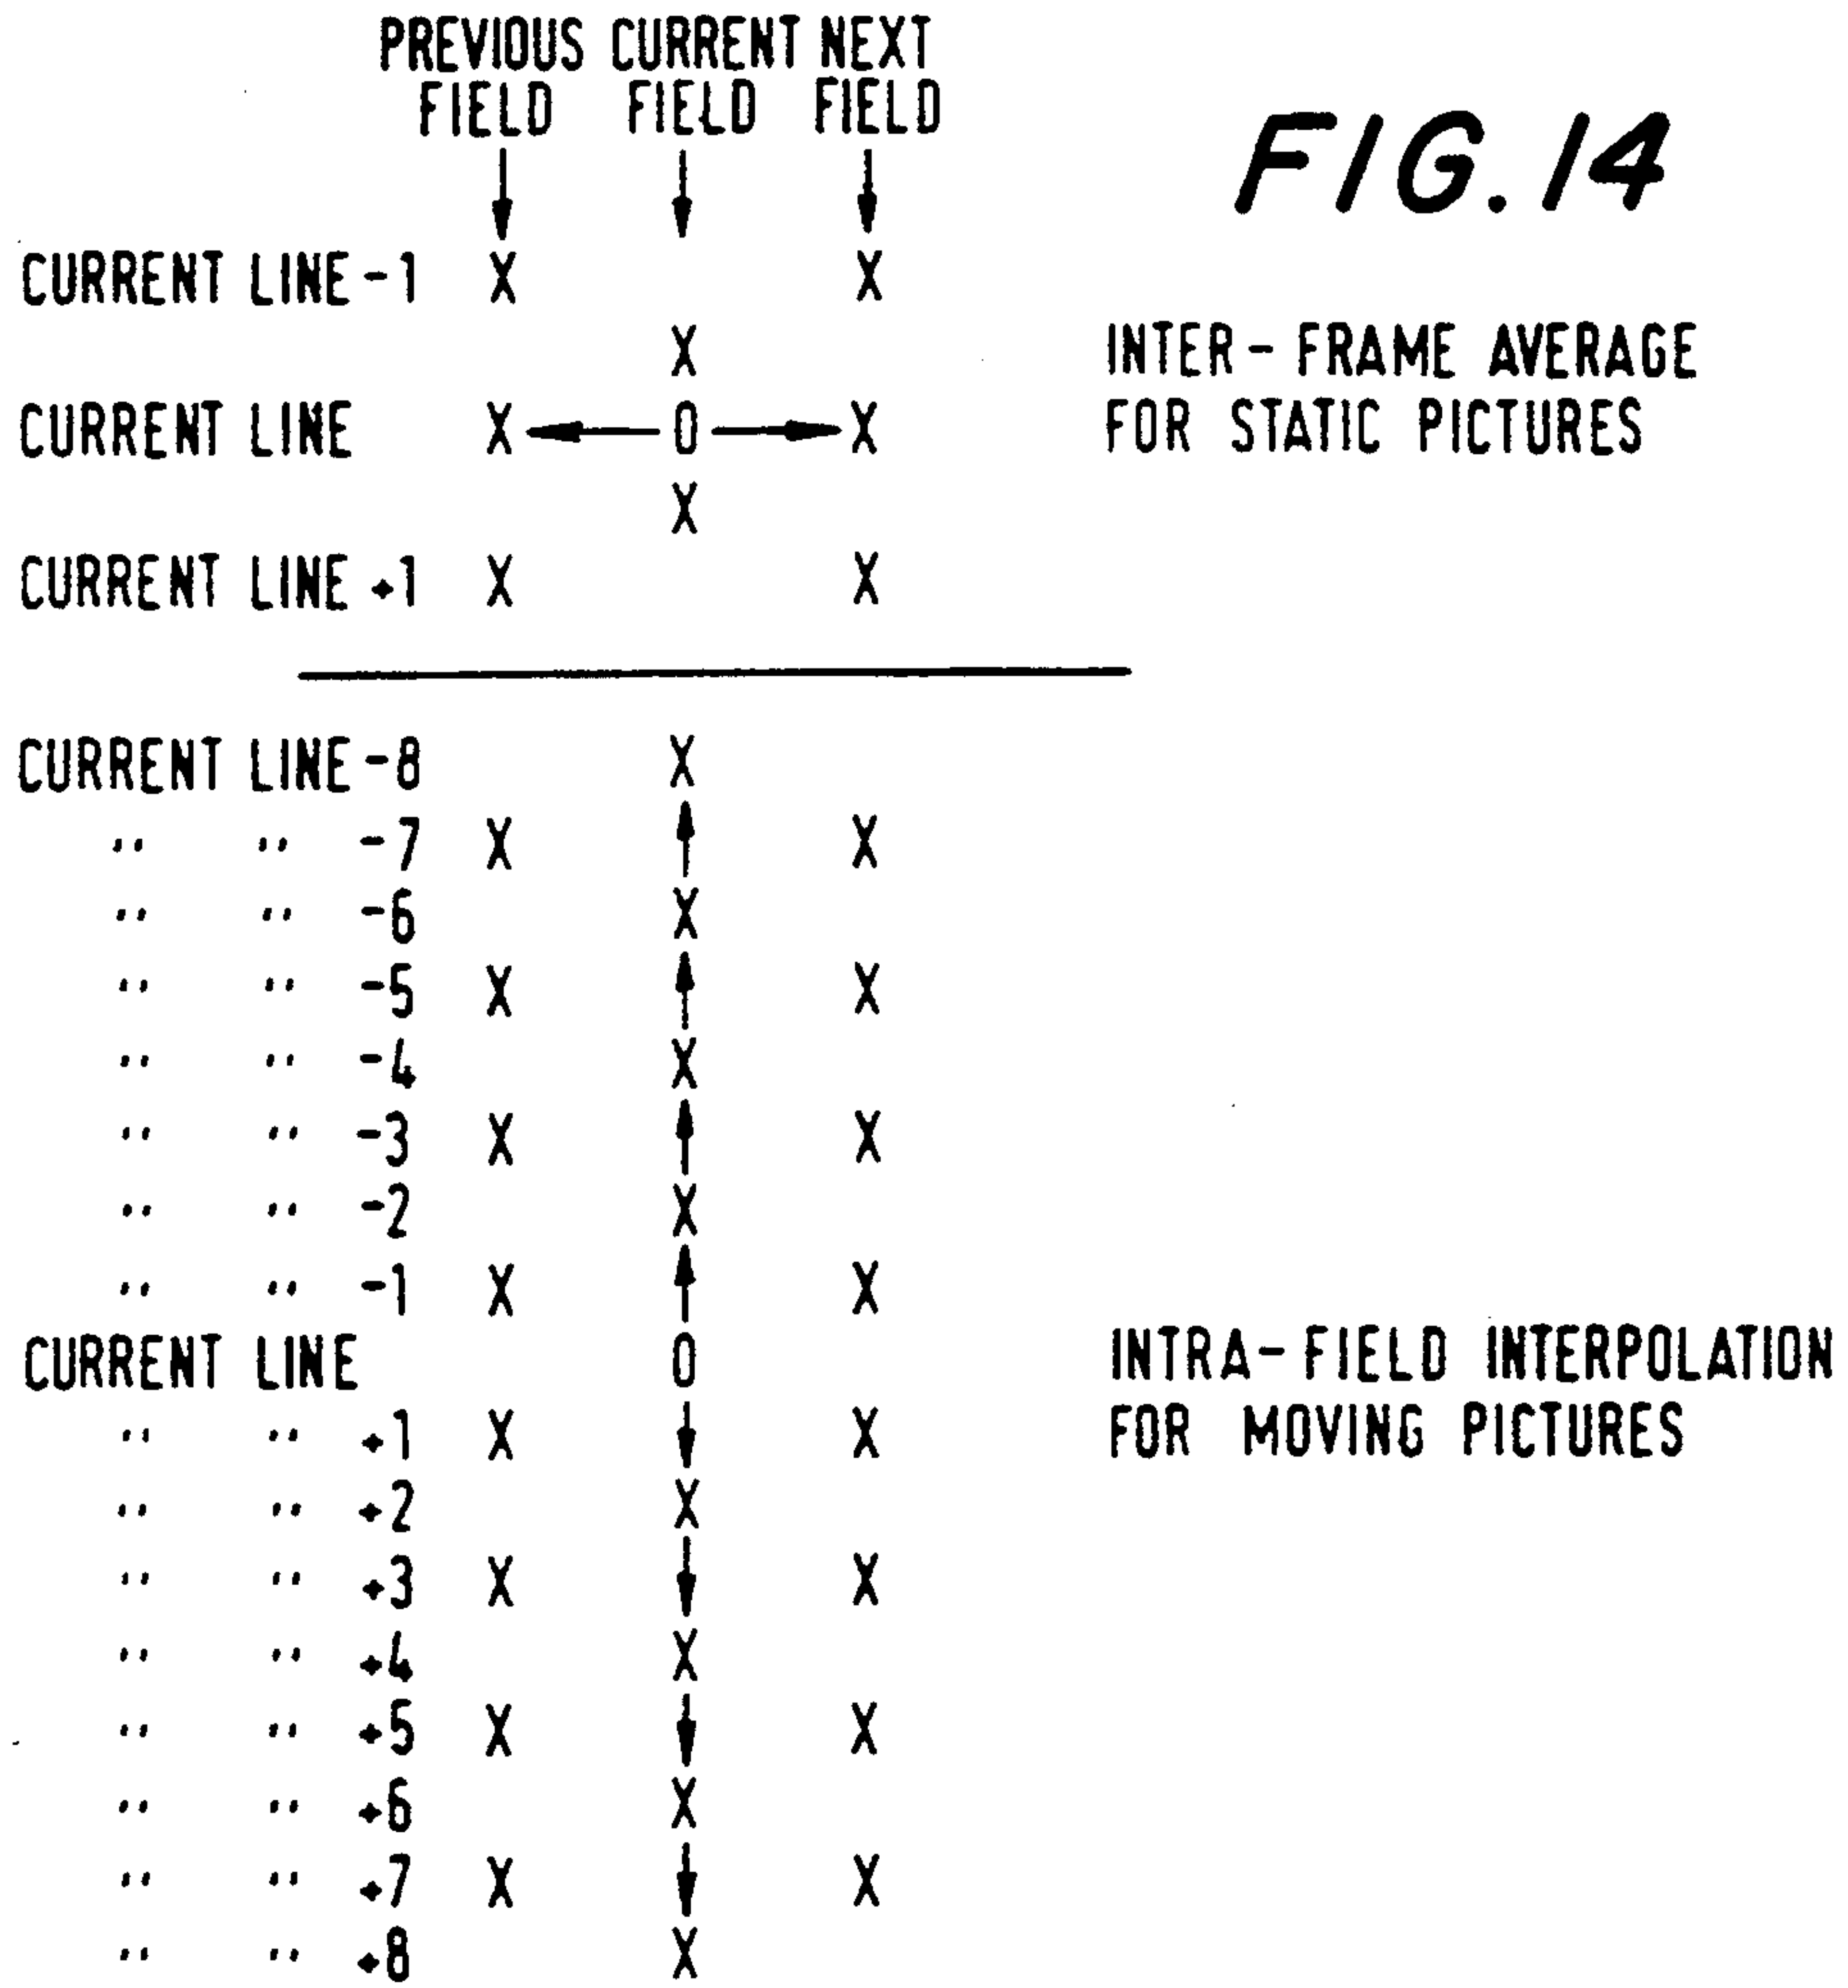 PREVIOUS CURRENT NEXT
FIELD FIELD FIELD
FIG. 14
CURRENT LINE -1 X X
X
INTER - FRAME AVERAGE
CURRENT LINE X O X
FOR STATIC PICTURES
X
CURRENT LINE +1 X X
CURRENT LINE -8 X
" " -7 X X
" " -6 X
" " -5 X X
" " -4 X
" " -3 X X
" " -2 X
" " -1 X X
CURRENT LINE O
INTRA - FIELD INTERPOLATION
" " +1 X X
FOR MOVING PICTURES
" " +2 X
" " +3 X X
" " +4 X
" " +5 X X
" " +6 X
" " +7 X X
" " +8 X